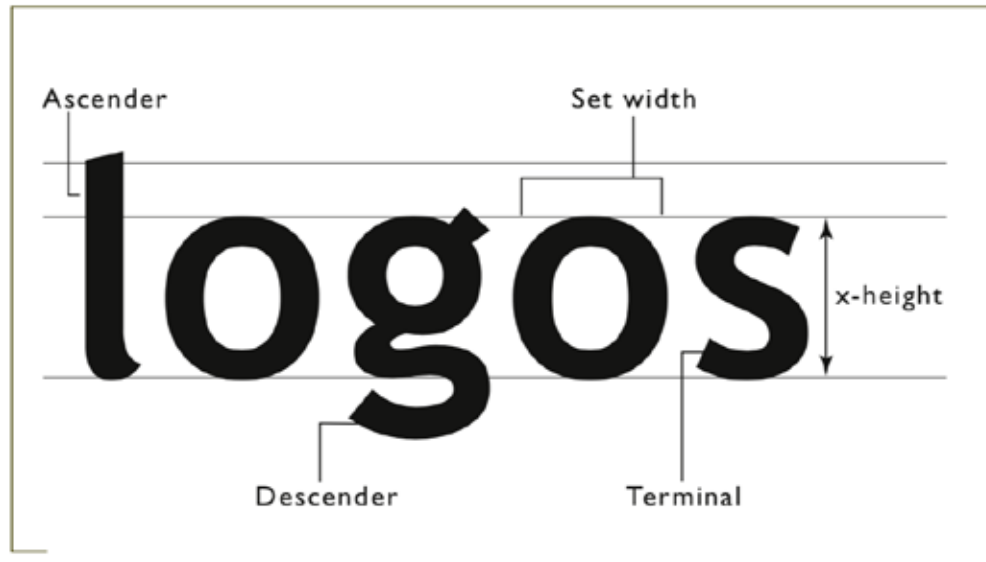 Ascender
Set width
logos
x-height
Descender
Terminal